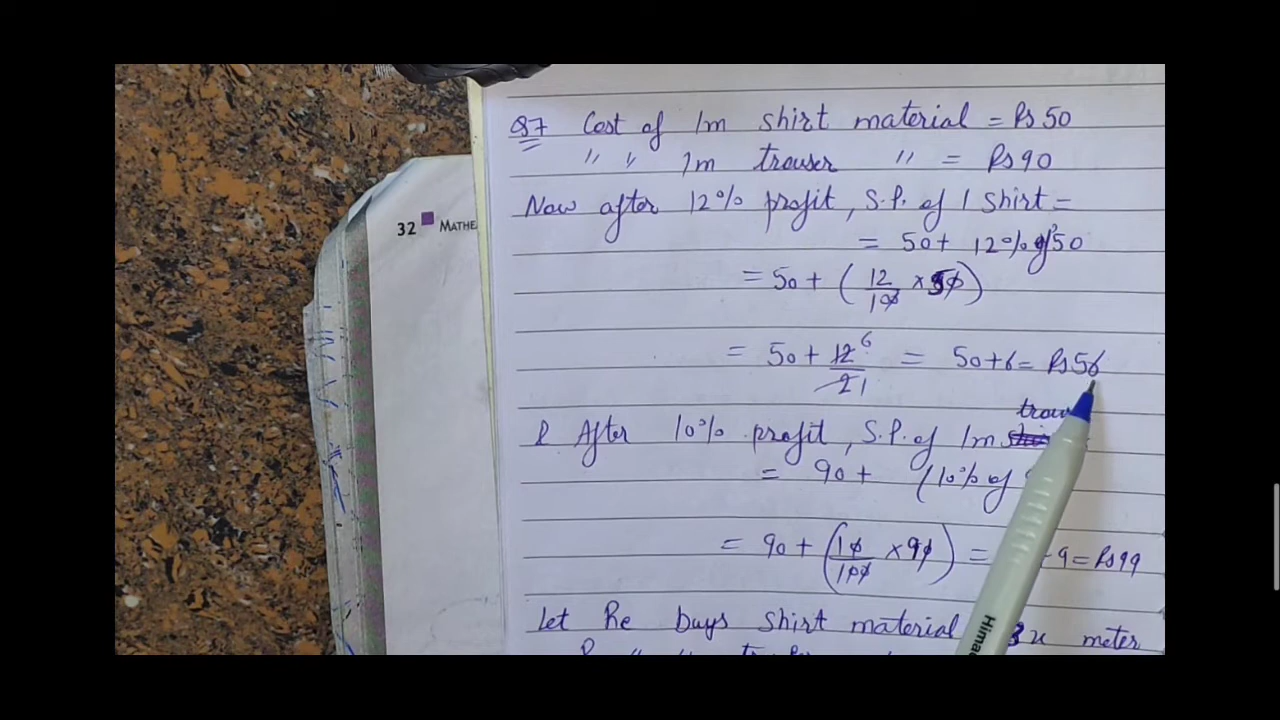 32 MATHE
Q7 Cost of 1m shirt material = Rs 50
" " 1m trouser " = Rs 90
Now after 12% profit, S.P. of 1 shirt =
= 50 + 12% of 50
= 50 + (12/100 × 50)
= 50 + 12/2 6 1 = 50+6 = Rs 56
& After 10% profit, S.P. of 1m
= 90 + (10% of
= 90 + (10/100 × 90) = 9 = Rs 99
Let he buys shirt material 3x meter
Hima